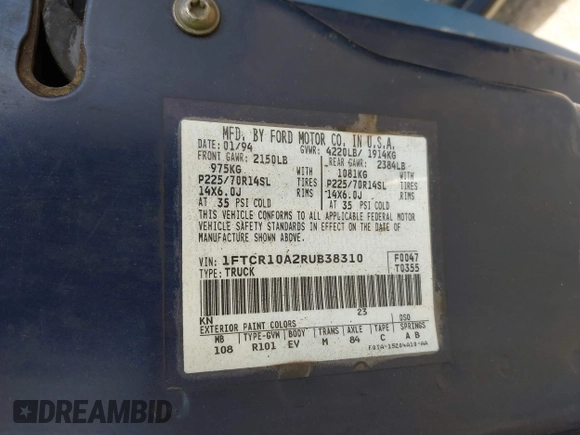 MFD. BY FORD MOTOR CO. IN U.S.A.
DATE: 01/94 GVWR: 4220LB/ 1914KG
FRONT GAWR: 2150LB REAR GAWR: 2384LB
975KG WITH 1081KG WITH
P225/70R14SL TIRES P225/70R14SL TIRES
14X6.0J RIMS 14X6.0J RIMS
AT 35 PSI COLD AT 35 PSI COLD
THIS VEHICLE CONFORMS TO ALL APPLICABLE FEDERAL MOTOR
VEHICLE SAFETY STANDARDS IN EFFECT ON THE DATE OF
MANUFACTURE SHOWN ABOVE.
VIN: 1FTCR10A2RUB38310 F0047
TYPE: TRUCK T0355
KN 23
EXTERIOR PAINT COLORS DSO
WB TYPE-GVW BODY TRANS AXLE TAPE SPRINGS
108 R101 EV M 84 C A B
AUTOMATIC DREAMBID